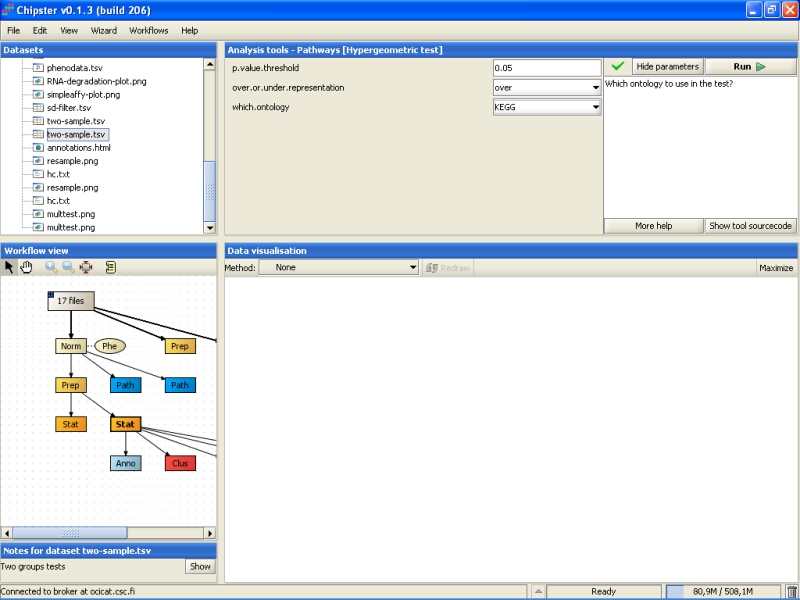 Chipster v0.1.3 (build 206)
File Edit View Wizard Workflows Help
Datasets
phenodata.tsv
RNA-degradation-plot.png
simpleaffy-plot.png
sd-filter.tsv
two-sample.tsv
two-sample.tsv
annotations.html
resample.png
hc.txt
resample.png
hc.txt
multtest.png
multtest.png
Analysis tools - Pathways [Hypergeometric test]
p.value.threshold 0.05
over.or.under.representation over
which.ontology KEGG
Hide parameters Run
Which ontology to use in the test?
More help Show tool sourcecode
Workflow view
17 files
Norm Phe Prep
Prep Path Path
Stat Stat
Anno Clus
Notes for dataset two-sample.tsv
Two groups tests Show
Data visualisation
Method: None Redraw Maximize
Connected to broker at ocicat.csc.fi Ready 80,9M / 508,1M